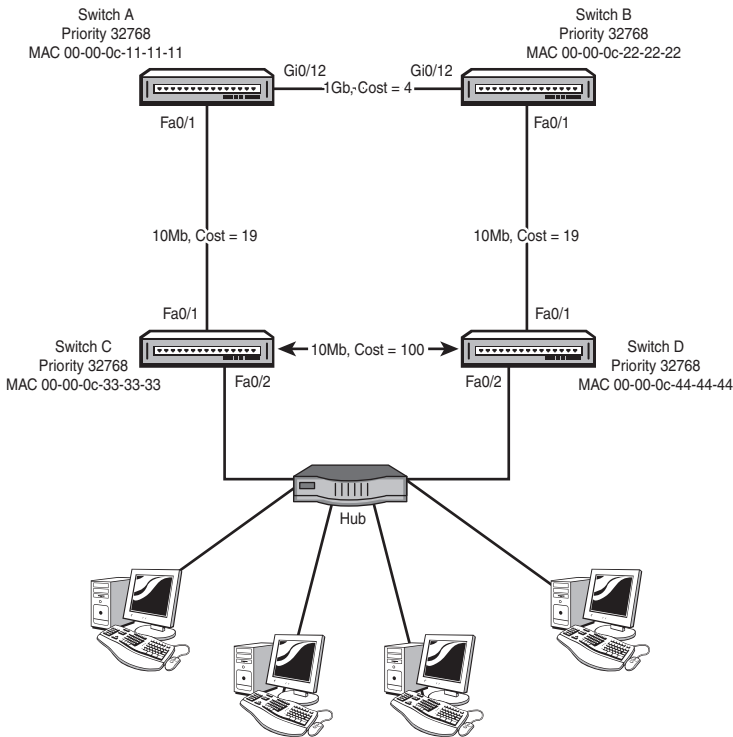 Switch A
Priority 32768
MAC 00-00-0c-11-11-11
Switch B
Priority 32768
MAC 00-00-0c-22-22-22
Gi0/12
1Gb, Cost = 4
Gi0/12
Fa0/1
Fa0/1
10Mb, Cost = 19
10Mb, Cost = 19
Fa0/1
Fa0/1
Switch C
Priority 32768
MAC 00-00-0c-33-33-33
10Mb, Cost = 100
Switch D
Priority 32768
MAC 00-00-0c-44-44-44
Fa0/2
Fa0/2
Hub